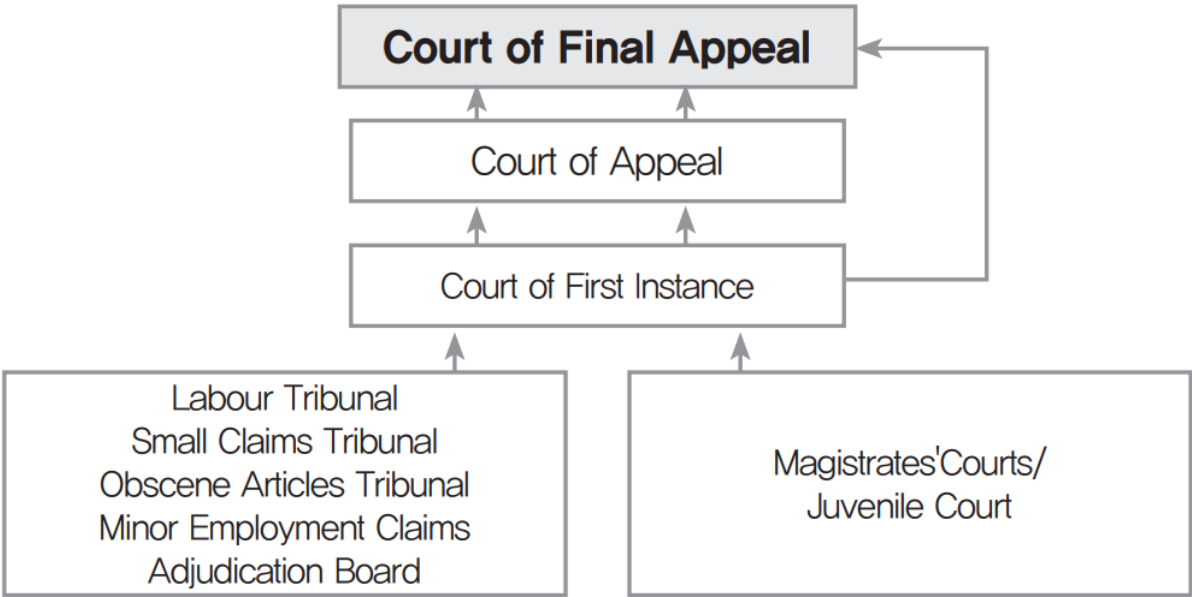 Court of Final Appeal
Court of Appeal
Court of First Instance
Labour Tribunal
Small Claims Tribunal
Obscene Articles Tribunal
Minor Employment Claims
Adjudication Board
Magistrates'Courts/
Juvenile Court